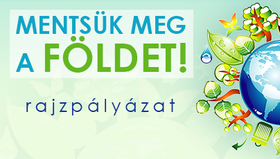 MENTSÜK MEG
A FÖLDET!
rajzpályázat